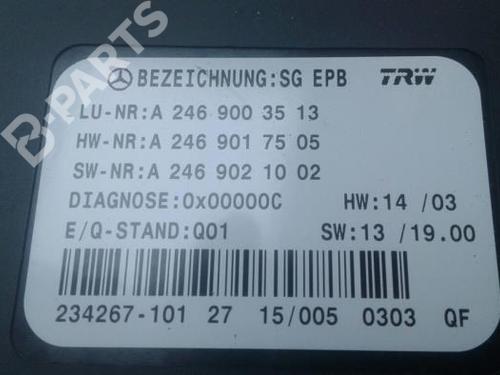 BEZEICHNUNG:SG EPB TRW
LU-NR:A 246 900 35 13
HW-NR:A 246 901 75 05
SW-NR:A 246 902 10 02
DIAGNOSE:0x00000C HW:14 /03
E/Q-STAND:Q01 SW:13 /19.00
234267-101 27 15/005 0303 QF
B-PARTS